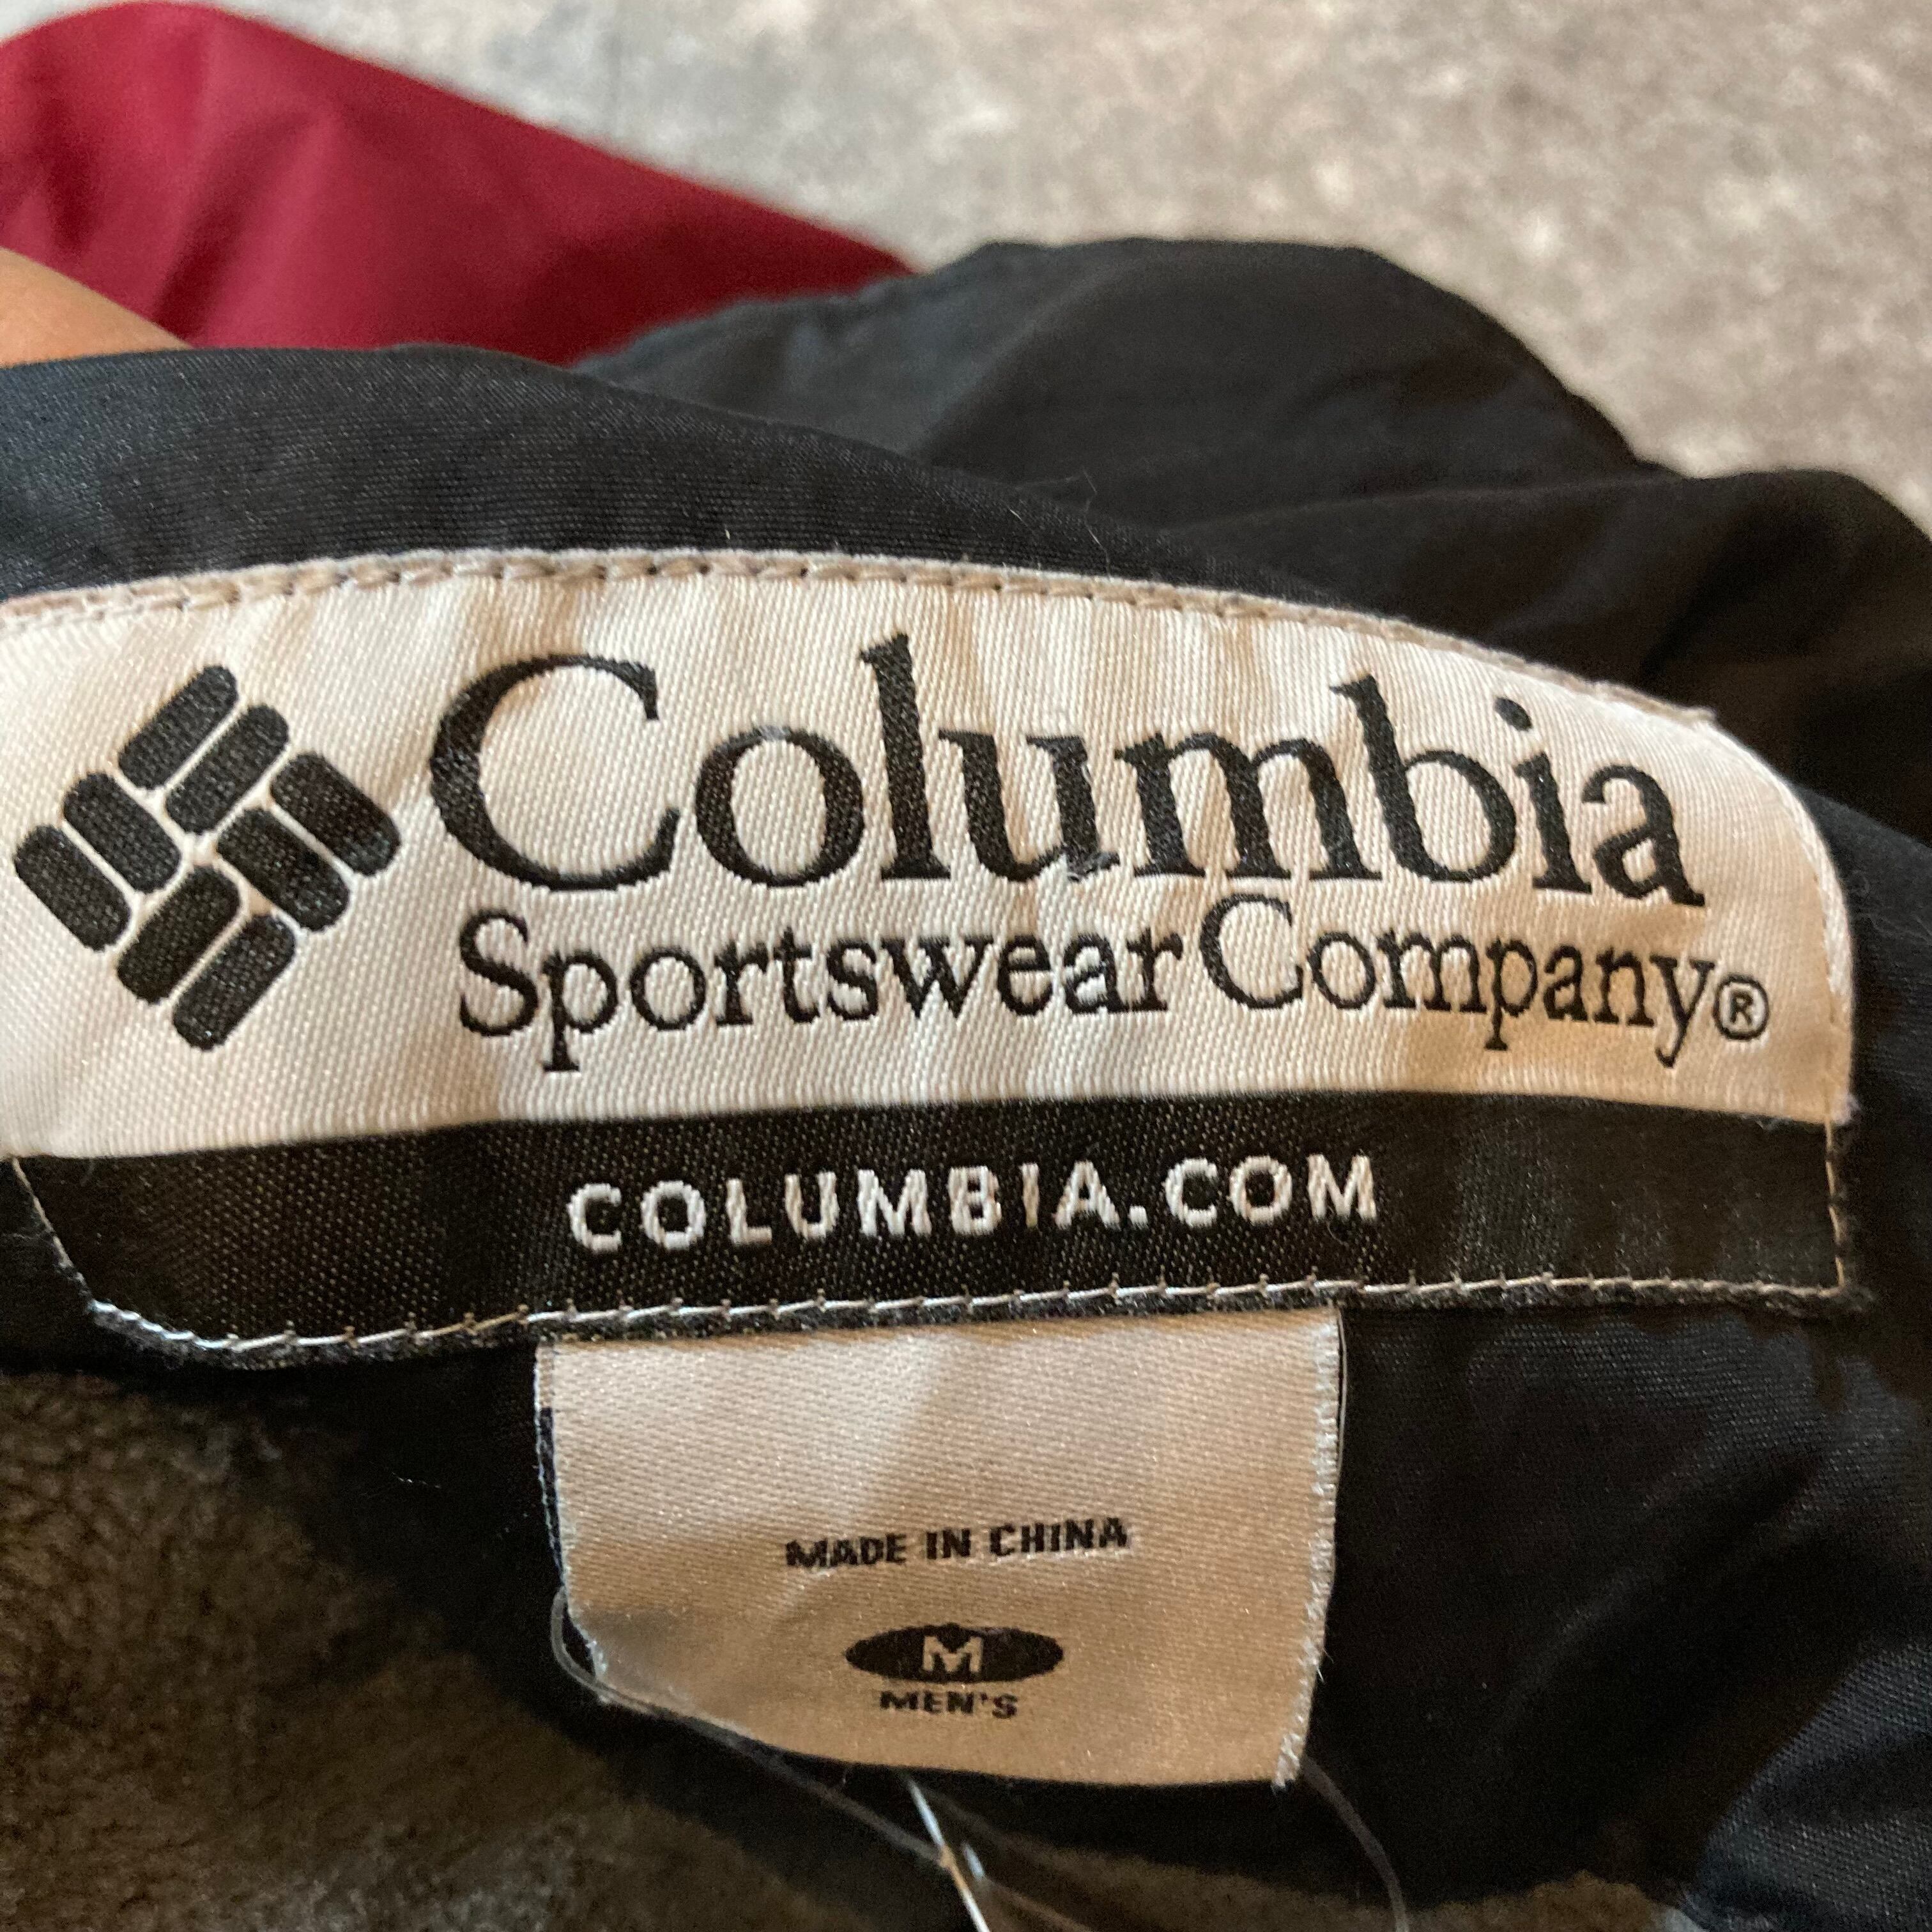 Columbia
Sportswear Company®
COLUMBIA.COM
MADE IN CHINA
M
MEN'S